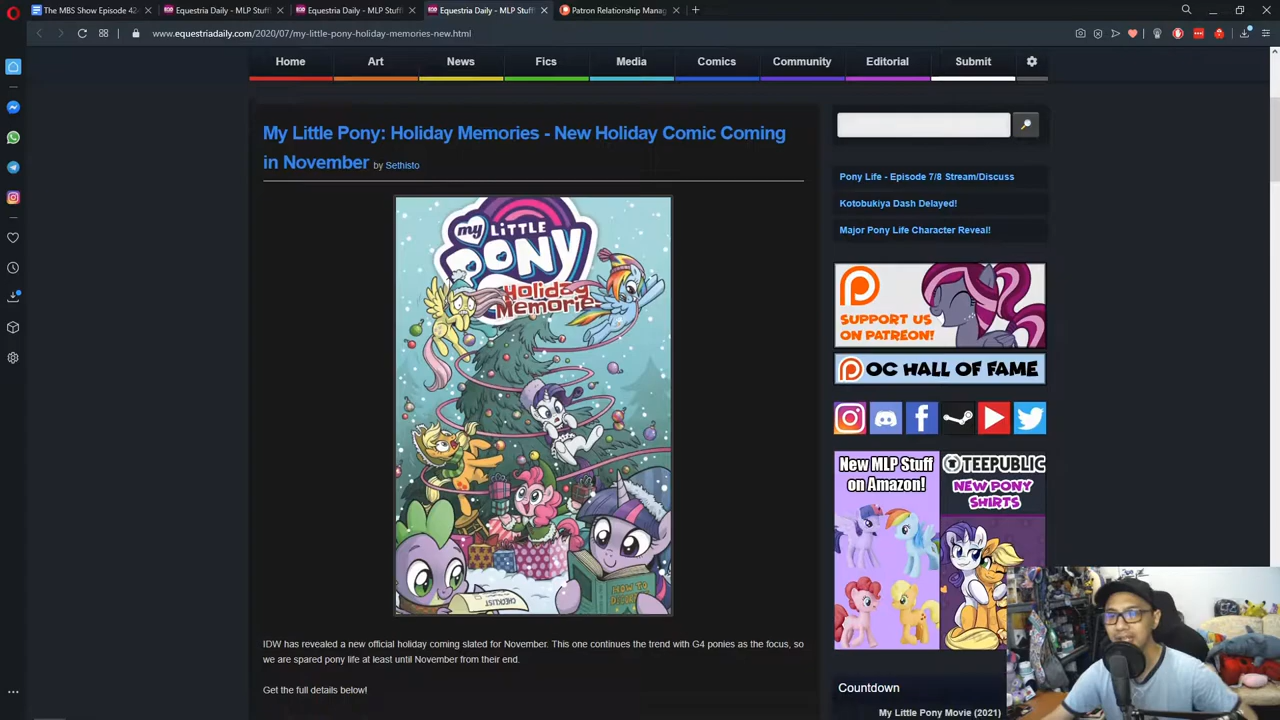 The MBS Show Episode 42
Equestria Daily - MLP Stuff!
Equestria Daily - MLP Stuff!
Equestria Daily - MLP Stuff!
Patron Relationship Mana
www.equestriadaily.com/2020/07/my-little-pony-holiday-memories-new.html
Home
Art
News
Fics
Media
Comics
Community
Editorial
Submit
My Little Pony: Holiday Memories - New Holiday Comic Coming
in November by Sethisto
my LiTTLE
PONY
Holiday
Memorie
CHECKLIST
HOW TO
IDW has revealed a new official holiday coming slated for November. This one continues the trend with G4 ponies as the focus, so
we are spared pony life at least until November from their end.
Get the full details below!
Pony Life - Episode 7/8 Stream/Discuss
Kotobukiya Dash Delayed!
Major Pony Life Character Reveal!
SUPPORT US
ON PATREON!
OC HALL OF FAME
New MLP Stuff
on Amazon!
TEEPUBLIC
NEW PONY
SHIRTS
Countdown
My Little Pony Movie (2021)